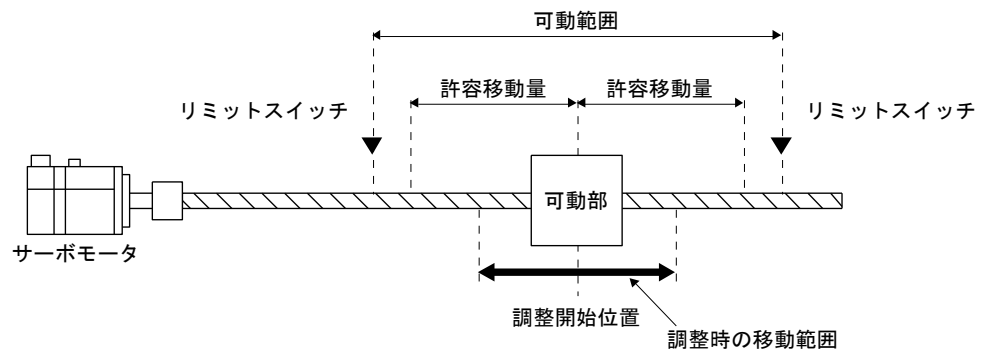 可動範囲
許容移動量
許容移動量
リミットスイッチ
リミットスイッチ
可動部
サーボモータ
調整開始位置
調整時の移動範囲